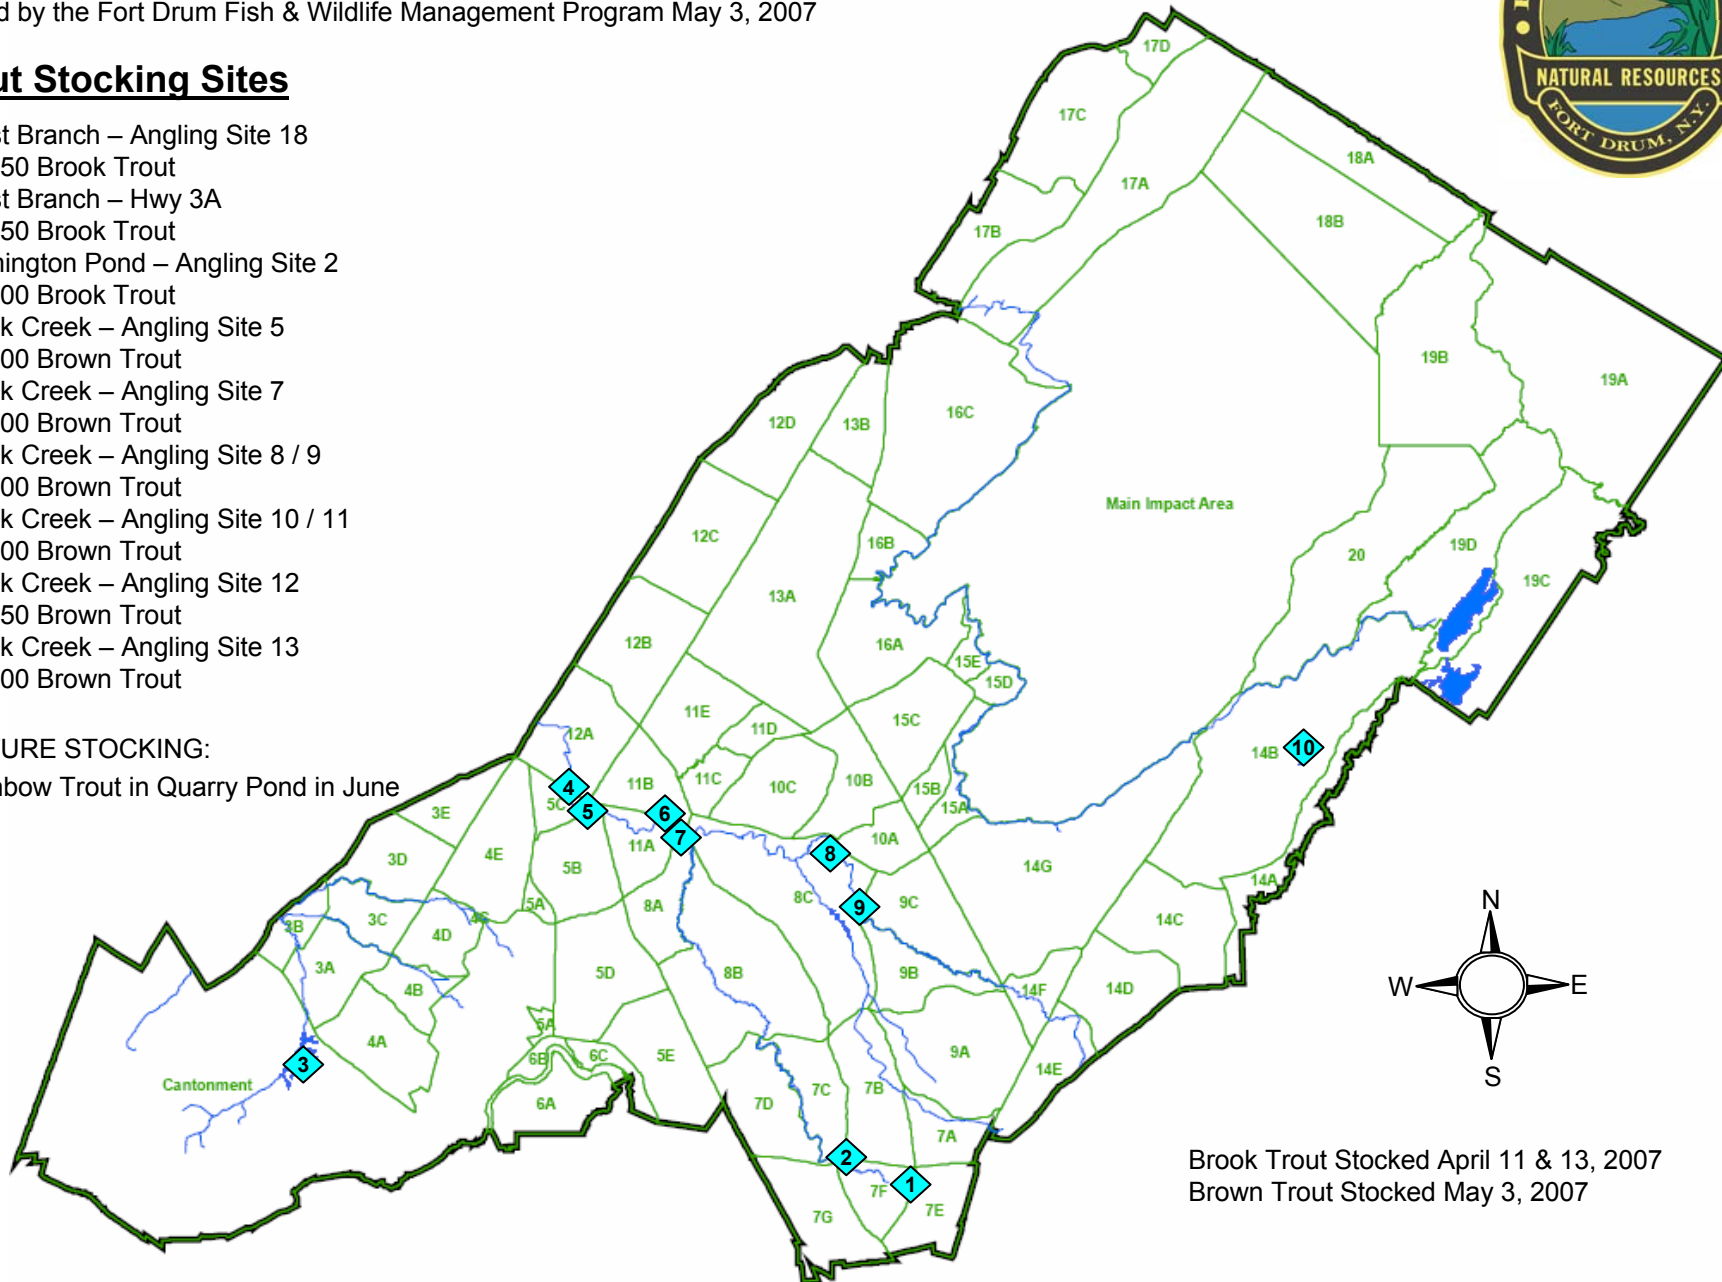 d by the Fort Drum Fish & Wildlife Management Program May 3, 2007
ut Stocking Sites
st Branch – Angling Site 18
50 Brook Trout
st Branch – Hwy 3A
50 Brook Trout
mington Pond – Angling Site 2
00 Brook Trout
k Creek – Angling Site 5
00 Brown Trout
k Creek – Angling Site 7
00 Brown Trout
k Creek – Angling Site 8 / 9
00 Brown Trout
k Creek – Angling Site 10 / 11
00 Brown Trout
k Creek – Angling Site 12
50 Brown Trout
k Creek – Angling Site 13
00 Brown Trout
URE STOCKING:
nbow Trout in Quarry Pond in June
NATURAL RESOURCES
FORT DRUM, N.Y.
17D
17C
18A
17A
18B
17B
19B
19A
16C
12D
13B
Main Impact Area
12C
16B
19D
20
19C
13A
12B
16A
15E
15D
11E
15C
11D
12A
14B
10
11B
11C
10C
10B
4
15B
5C
5
6
15A
3E
7
10A
11A
8
3D
4E
5B
14G
14A
8C
9C
5A
8A
9
3C
4C
14C
3B
4D
3A
5D
8B
9B
4B
14F
14D
5A
4A
6B
6C
5E
9A
3
14E
Cantonment
7C
7B
6A
7D
7A
2
1
7F
7E
7G
N
W
E
S
Brook Trout Stocked April 11 & 13, 2007
Brown Trout Stocked May 3, 2007